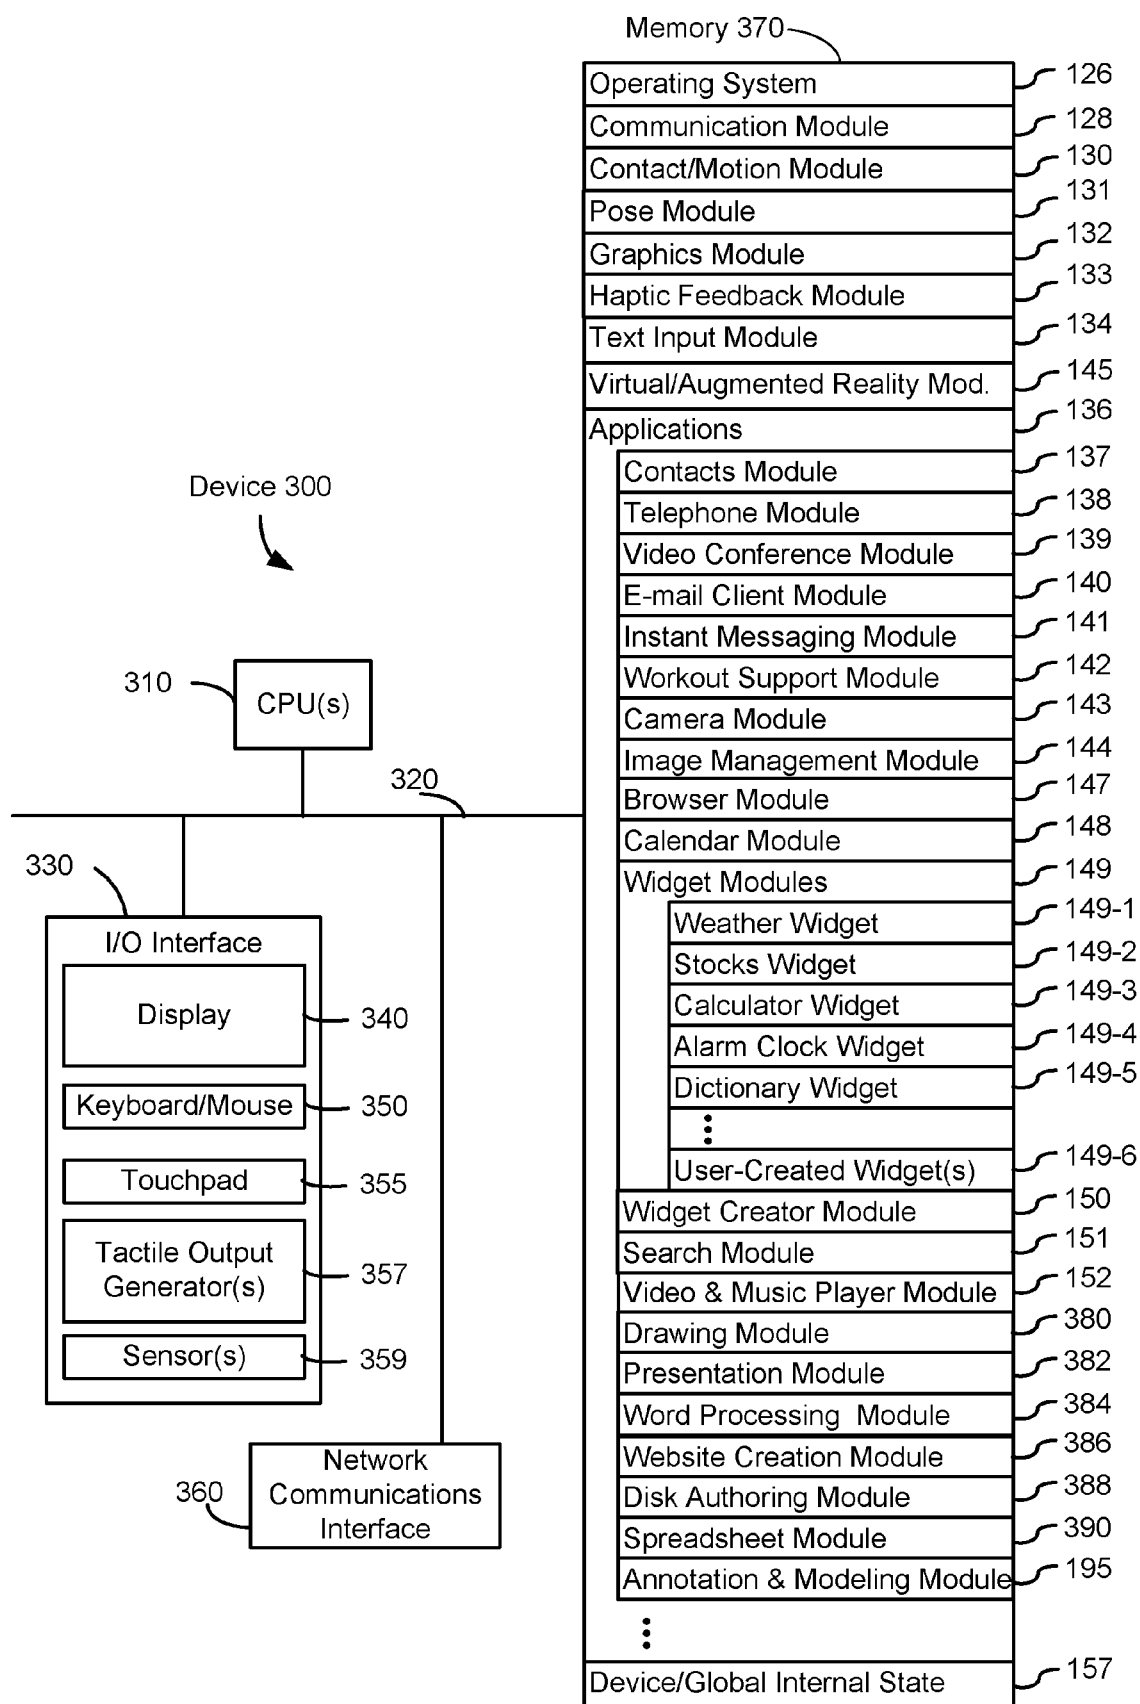 Memory 370
Operating System 126
Communication Module 128
Contact/Motion Module 130
Pose Module 131
Graphics Module 132
Haptic Feedback Module 133
Text Input Module 134
Virtual/Augmented Reality Mod. 145
Applications 136
Contacts Module 137
Telephone Module 138
Video Conference Module 139
E-mail Client Module 140
Instant Messaging Module 141
Workout Support Module 142
Camera Module 143
Image Management Module 144
Browser Module 147
Calendar Module 148
Widget Modules 149
Weather Widget 149-1
Stocks Widget 149-2
Calculator Widget 149-3
Alarm Clock Widget 149-4
Dictionary Widget 149-5
User-Created Widget(s) 149-6
Widget Creator Module 150
Search Module 151
Video & Music Player Module 152
Drawing Module 380
Presentation Module 382
Word Processing Module 384
Website Creation Module 386
Disk Authoring Module 388
Spreadsheet Module 390
Annotation & Modeling Module 195
Device/Global Internal State 157
Device 300
310 CPU(s)
320
330
I/O Interface
Display 340
Keyboard/Mouse 350
Touchpad 355
Tactile Output
Generator(s) 357
Sensor(s) 359
360
Network
Communications
Interface